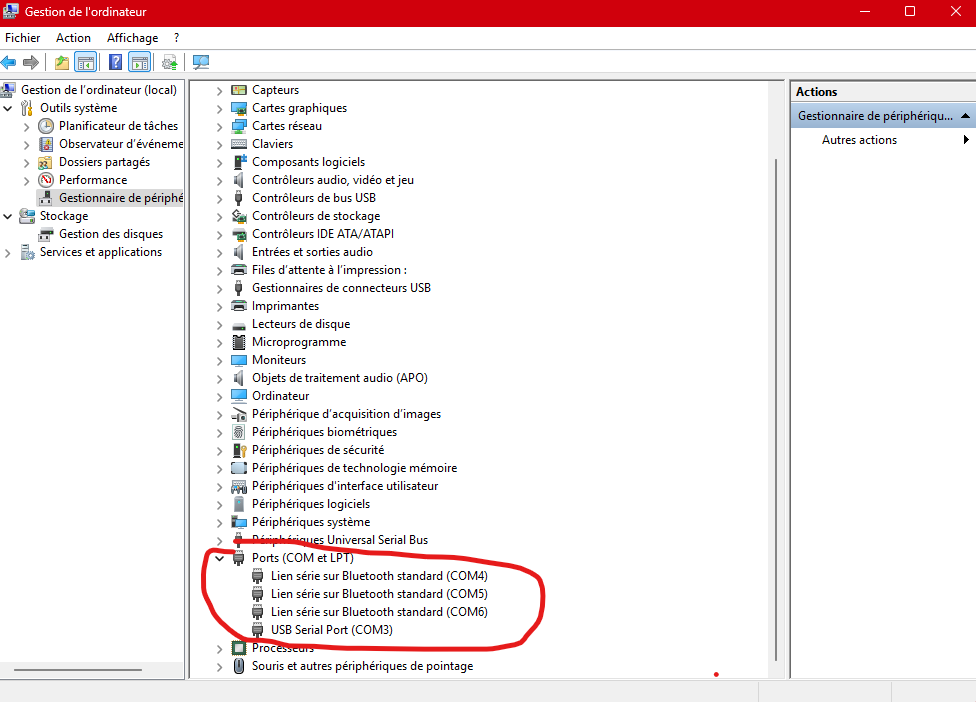 Gestion de l'ordinateur
Fichier Action Affichage ?
Gestion de l'ordinateur (local)
Outils système
Planificateur de tâches
Observateur d'événeme
Dossiers partagés
Performance
Gestionnaire de périphé
Stockage
Gestion des disques
Services et applications
Capteurs
Cartes graphiques
Cartes réseau
Claviers
Composants logiciels
Contrôleurs audio, vidéo et jeu
Contrôleurs de bus USB
Contrôleurs de stockage
Contrôleurs IDE ATA/ATAPI
Entrées et sorties audio
Files d'attente à l'impression :
Gestionnaires de connecteurs USB
Imprimantes
Lecteurs de disque
Microprogramme
Moniteurs
Objets de traitement audio (APO)
Ordinateur
Périphérique d'acquisition d'images
Périphériques biométriques
Périphériques de sécurité
Périphériques de technologie mémoire
Périphériques d'interface utilisateur
Périphériques logiciels
Périphériques système
Périphériques Universal Serial Bus
Ports (COM et LPT)
Lien série sur Bluetooth standard (COM4)
Lien série sur Bluetooth standard (COM5)
Lien série sur Bluetooth standard (COM6)
USB Serial Port (COM3)
Processeurs
Souris et autres périphériques de pointage
Actions
Gestionnaire de périphériqu...
Autres actions